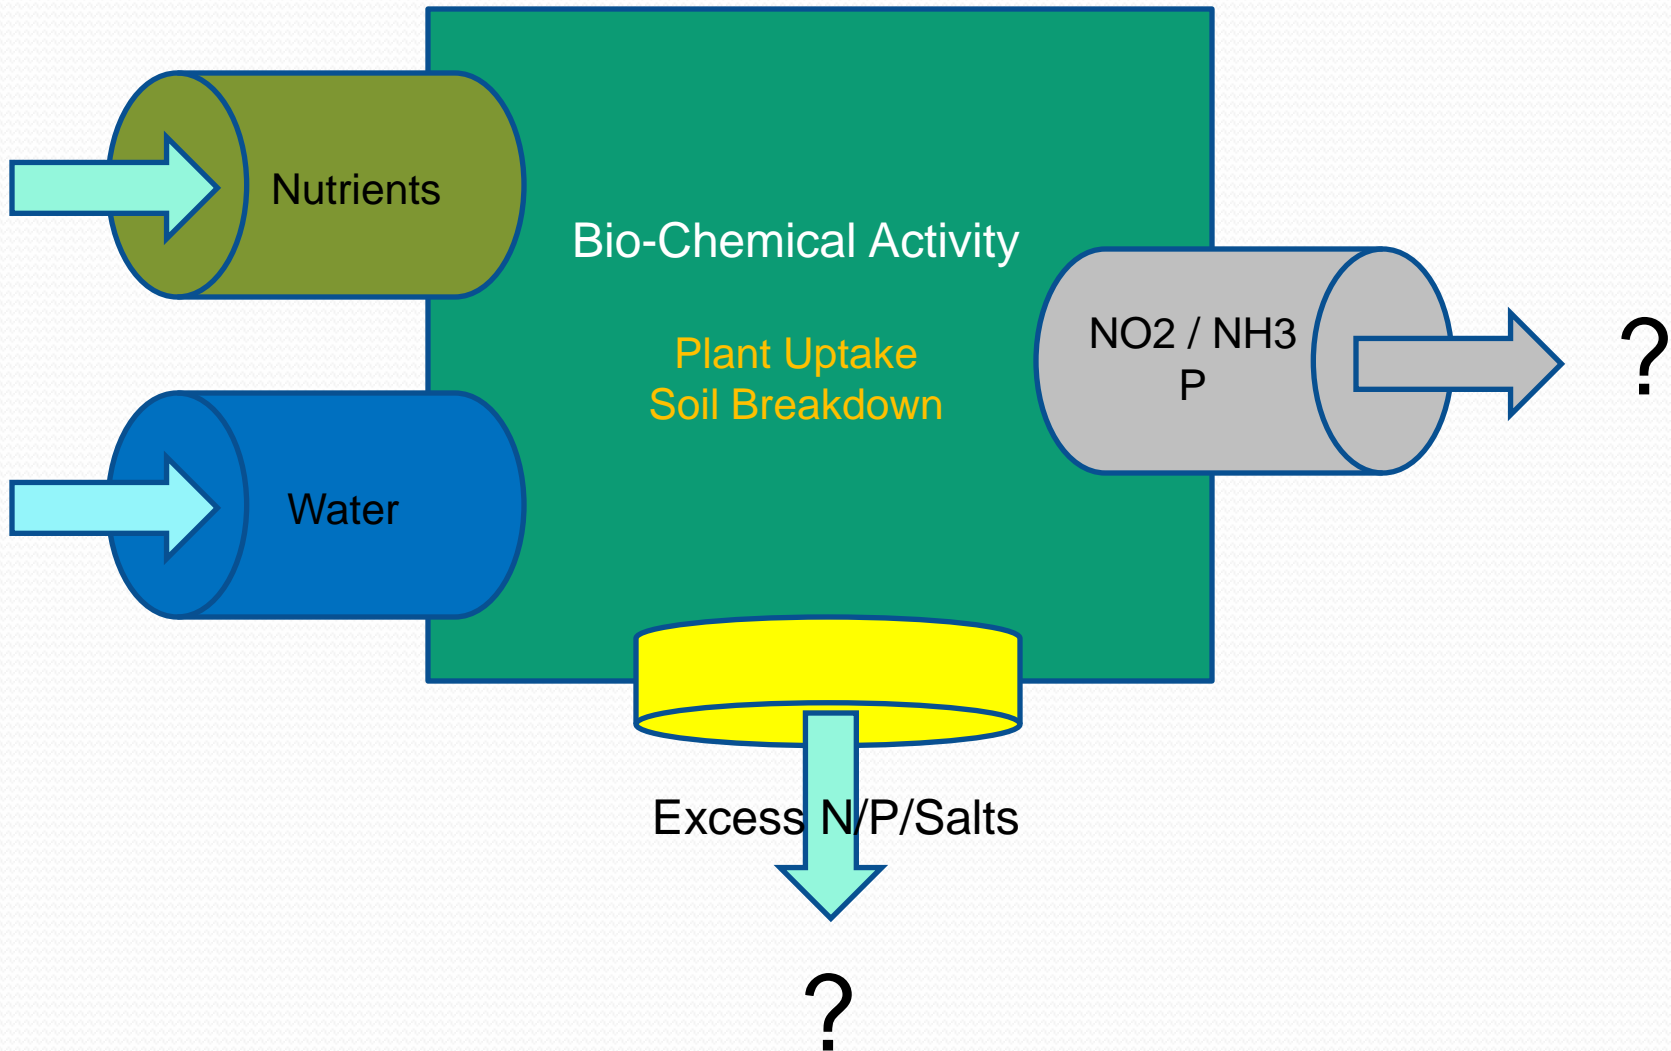 Nutrients
Bio-Chemical Activity
Plant Uptake
Soil Breakdown
NO2 / NH3
P
?
Water
Excess N/P/Salts
?